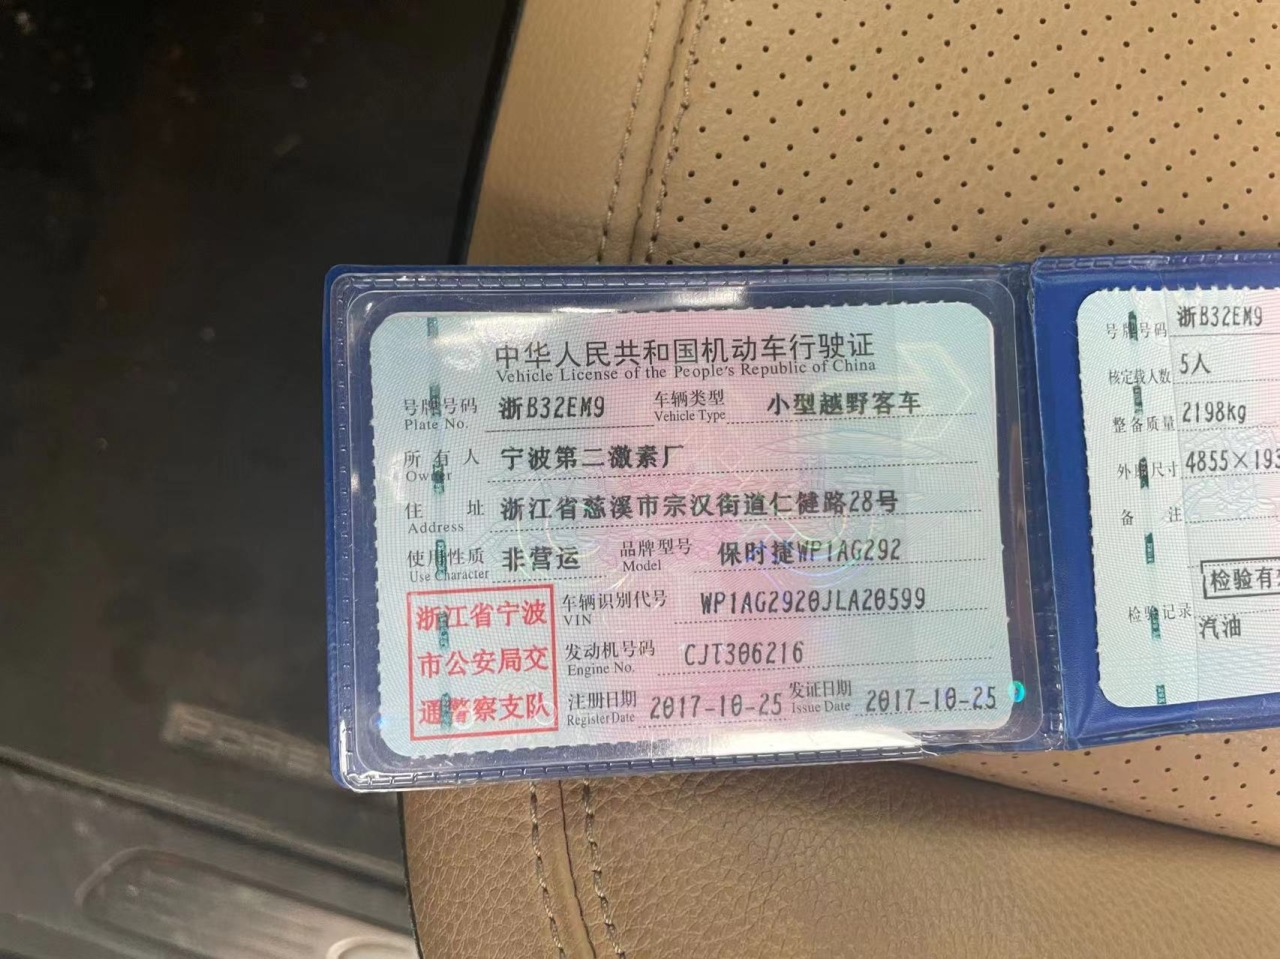 中华人民共和国机动车行驶证
Vehicle License of the People's Republic of China
号牌号码 浙B32EM9 车辆类型 小型越野客车
Plate No. Vehicle Type
所有人 宁波第二激素厂
Owner
住址 浙江省慈溪市宗汉街道仁健路28号
Address
使用性质 非营运 品牌型号 保时捷WP1AG292
Use Character Model
浙江省宁波
市公安局交
通警察支队
车辆识别代号 WP1AG2920JLA20599
VIN
发动机号码 CJT306216
Engine No.
注册日期 2017-10-25 发证日期 2017-10-25
Register Date Issue Date
号牌号码 浙B32EM9
核定载人数 5人
整备质量 2198kg
外廓尺寸 4855×193
备注
检验有
检验记录
汽油